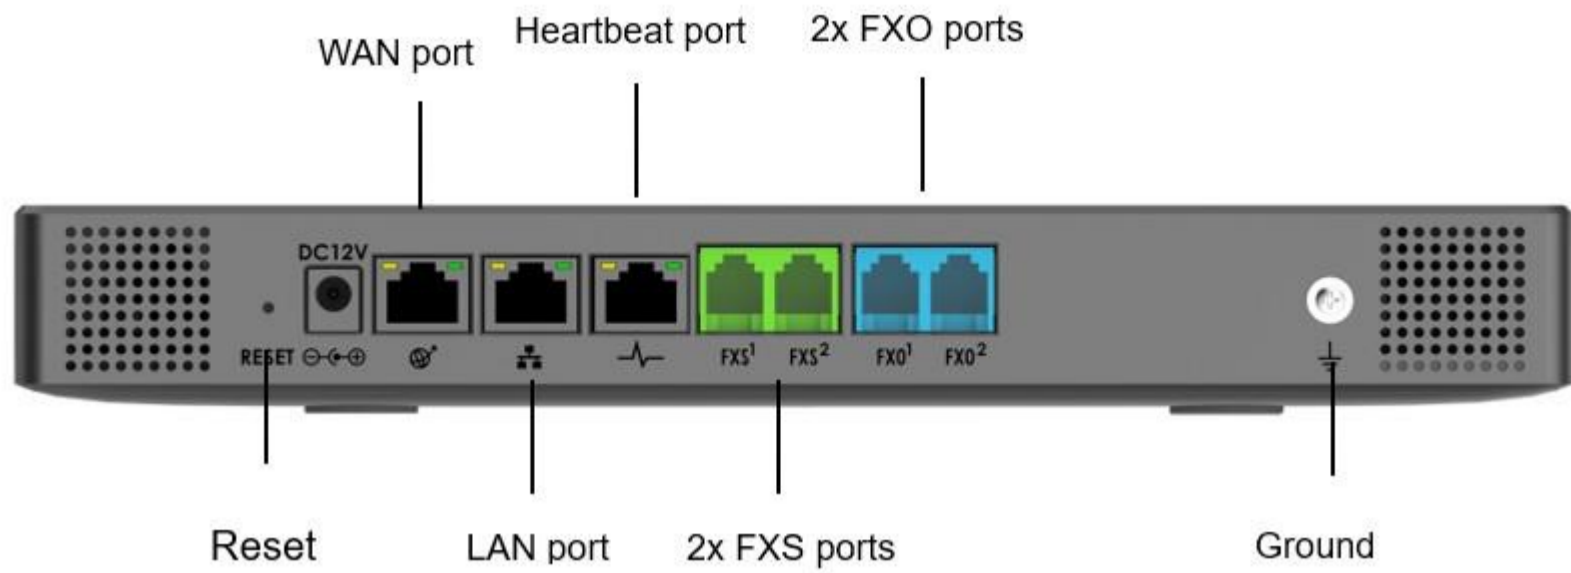 WAN port
Heartbeat port
2x FXO ports
DC12V
RESET
FXS1
FXS2
FXO1
FXO2
Reset
LAN port
2x FXS ports
Ground